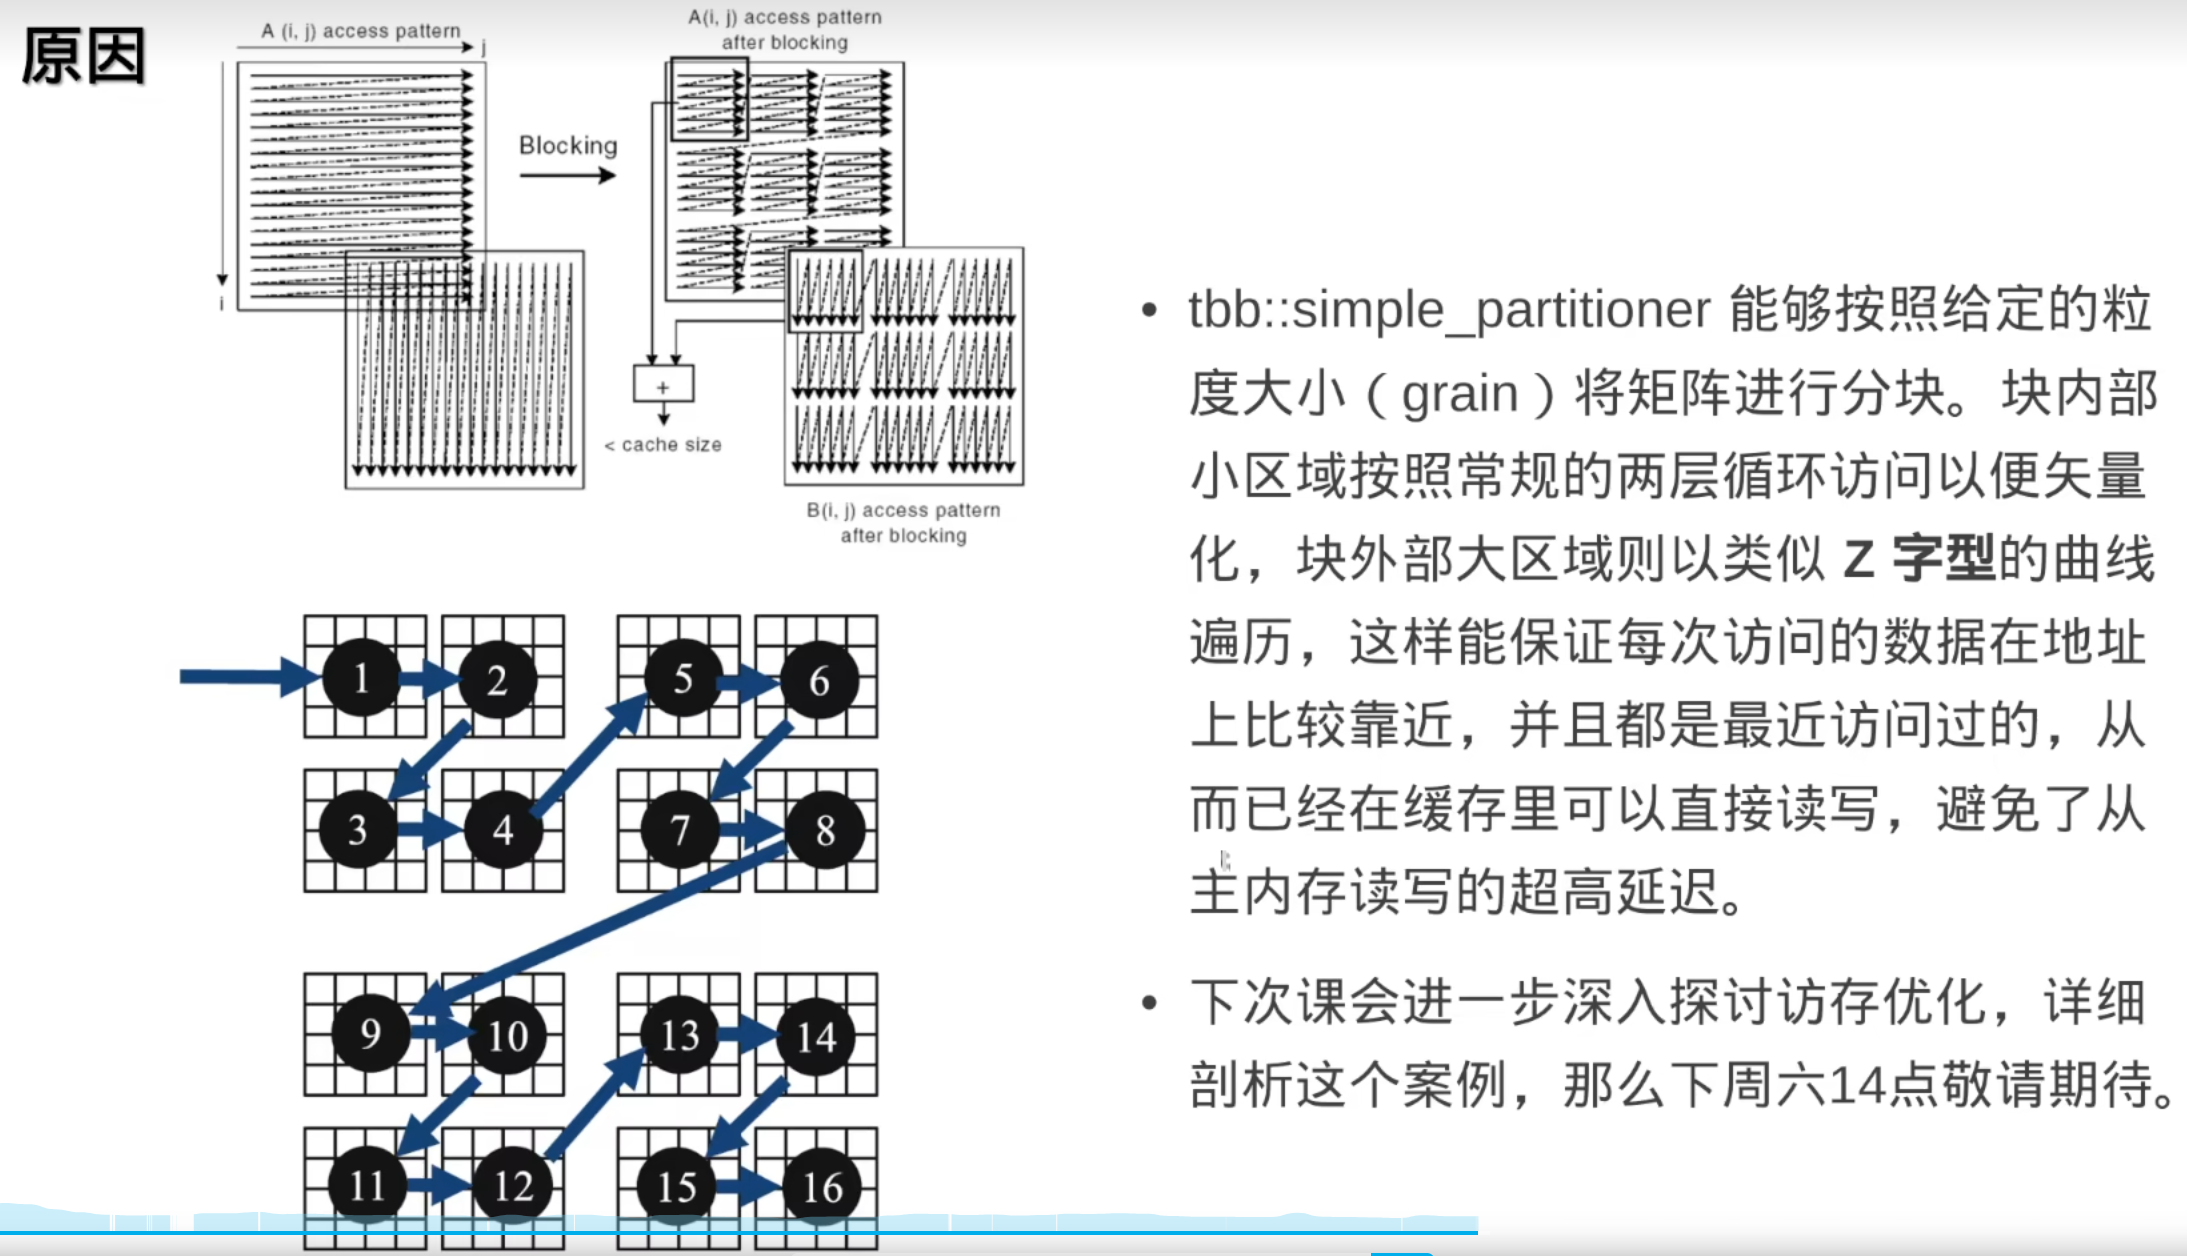 原因
A (i, j) access pattern
j
i
Blocking
A(i, j) access pattern
after blocking
+
< cache size
B(i, j) access pattern
after blocking
1
2
5
6
3
4
7
8
9
10
13
14
11
12
15
16
• tbb::simple_partitioner 能够按照给定的粒
度大小（grain）将矩阵进行分块。块内部
小区域按照常规的两层循环访问以便矢量
化，块外部大区域则以类似 Z 字型的曲线
遍历，这样能保证每次访问的数据在地址
上比较靠近，并且都是最近访问过的，从
而已经在缓存里可以直接读写，避免了从
主内存读写的超高延迟。
• 下次课会进一步深入探讨访存优化，详细
剖析这个案例，那么下周六14点敬请期待。